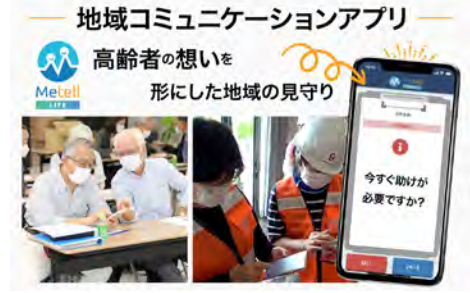 地域コミュニケーションアプリ
高齢者の想いを
形にした地域の見守り
Metell
LIFE
今すぐ助けが
必要ですか?